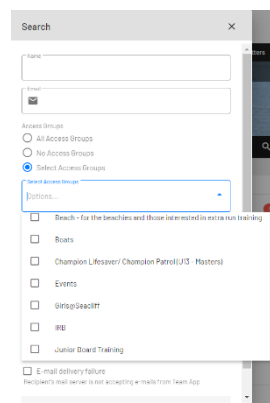 Search
Name
tters
Email
Access Groups
All Access Groups
No Access Groups
Select Access Groups
Select Access Groups
Options...
Beach - for the beachies and those interested in extra run training
Boats
Champion Lifesaver/ Champion Patrol (U13 - Masters)
Events
Girls@Seacliff
IRB
Junior Board Training
E-mail delivery failure
Recipient's mail server is not accepting e-mails from Team App